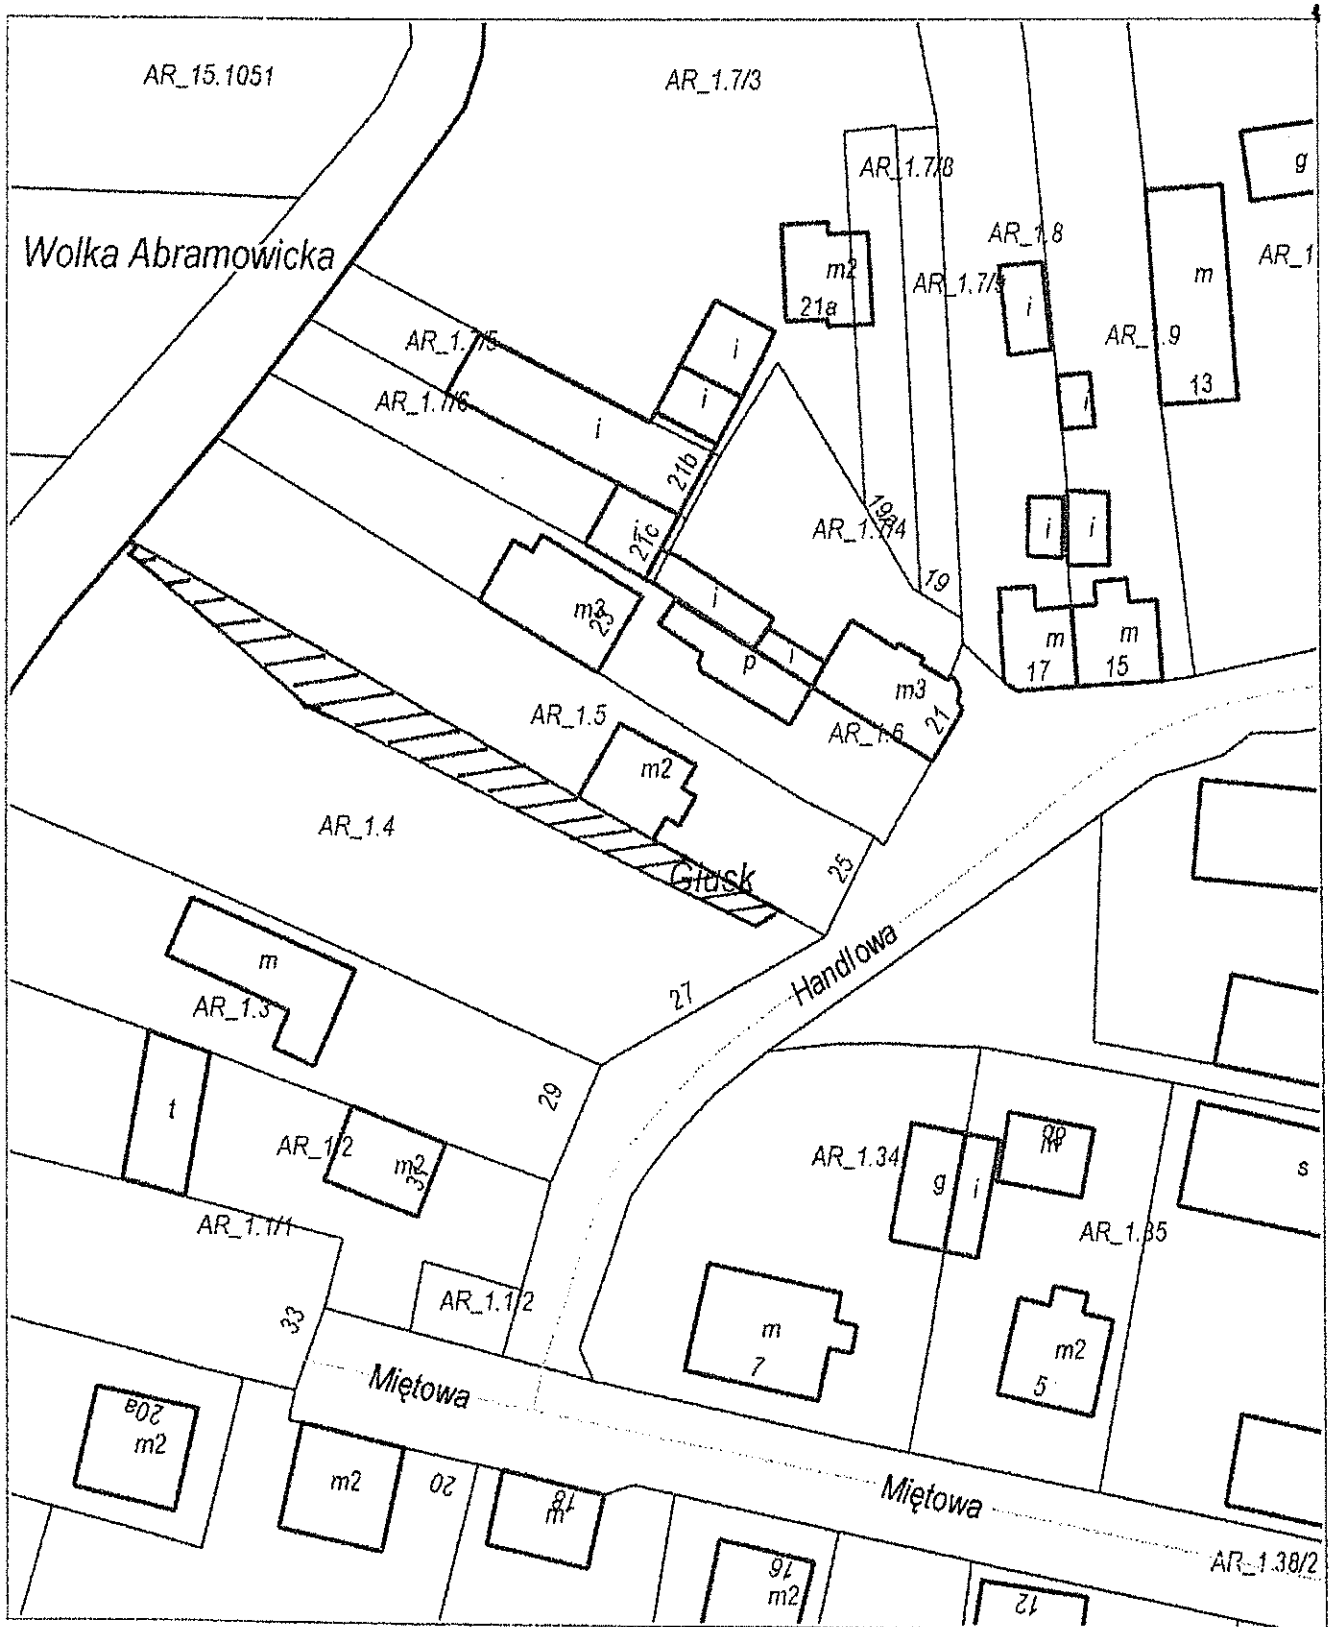 AR_15.1051
AR_1.7/3
g
AR_1.7/8
Wolka Abramowicka
AR_1.8
AR_1
m2
21a
AR_1.7/9
m
i
AR_1.7/5
i
AR_1.9
13
AR_1.7/6
i
i
i
21b
19a
i
21c
AR_1.7/4
i
i
19
m3
23
i
p
i
m
17
m
15
m3
21
AR_1.5
AR_1.6
m2
AR_1.4
Głusk
25
Handlowa
m
27
AR_1.3
29
t
AR_1/2
m2
31
AR_1.34
g
i
m
s
AR_1.1/1
AR_1.35
AR_1.1/2
33
m
7
m2
5
Miętowa
20a
m2
m2
20
18
m
Miętowa
16
m2
12
AR_1.38/2